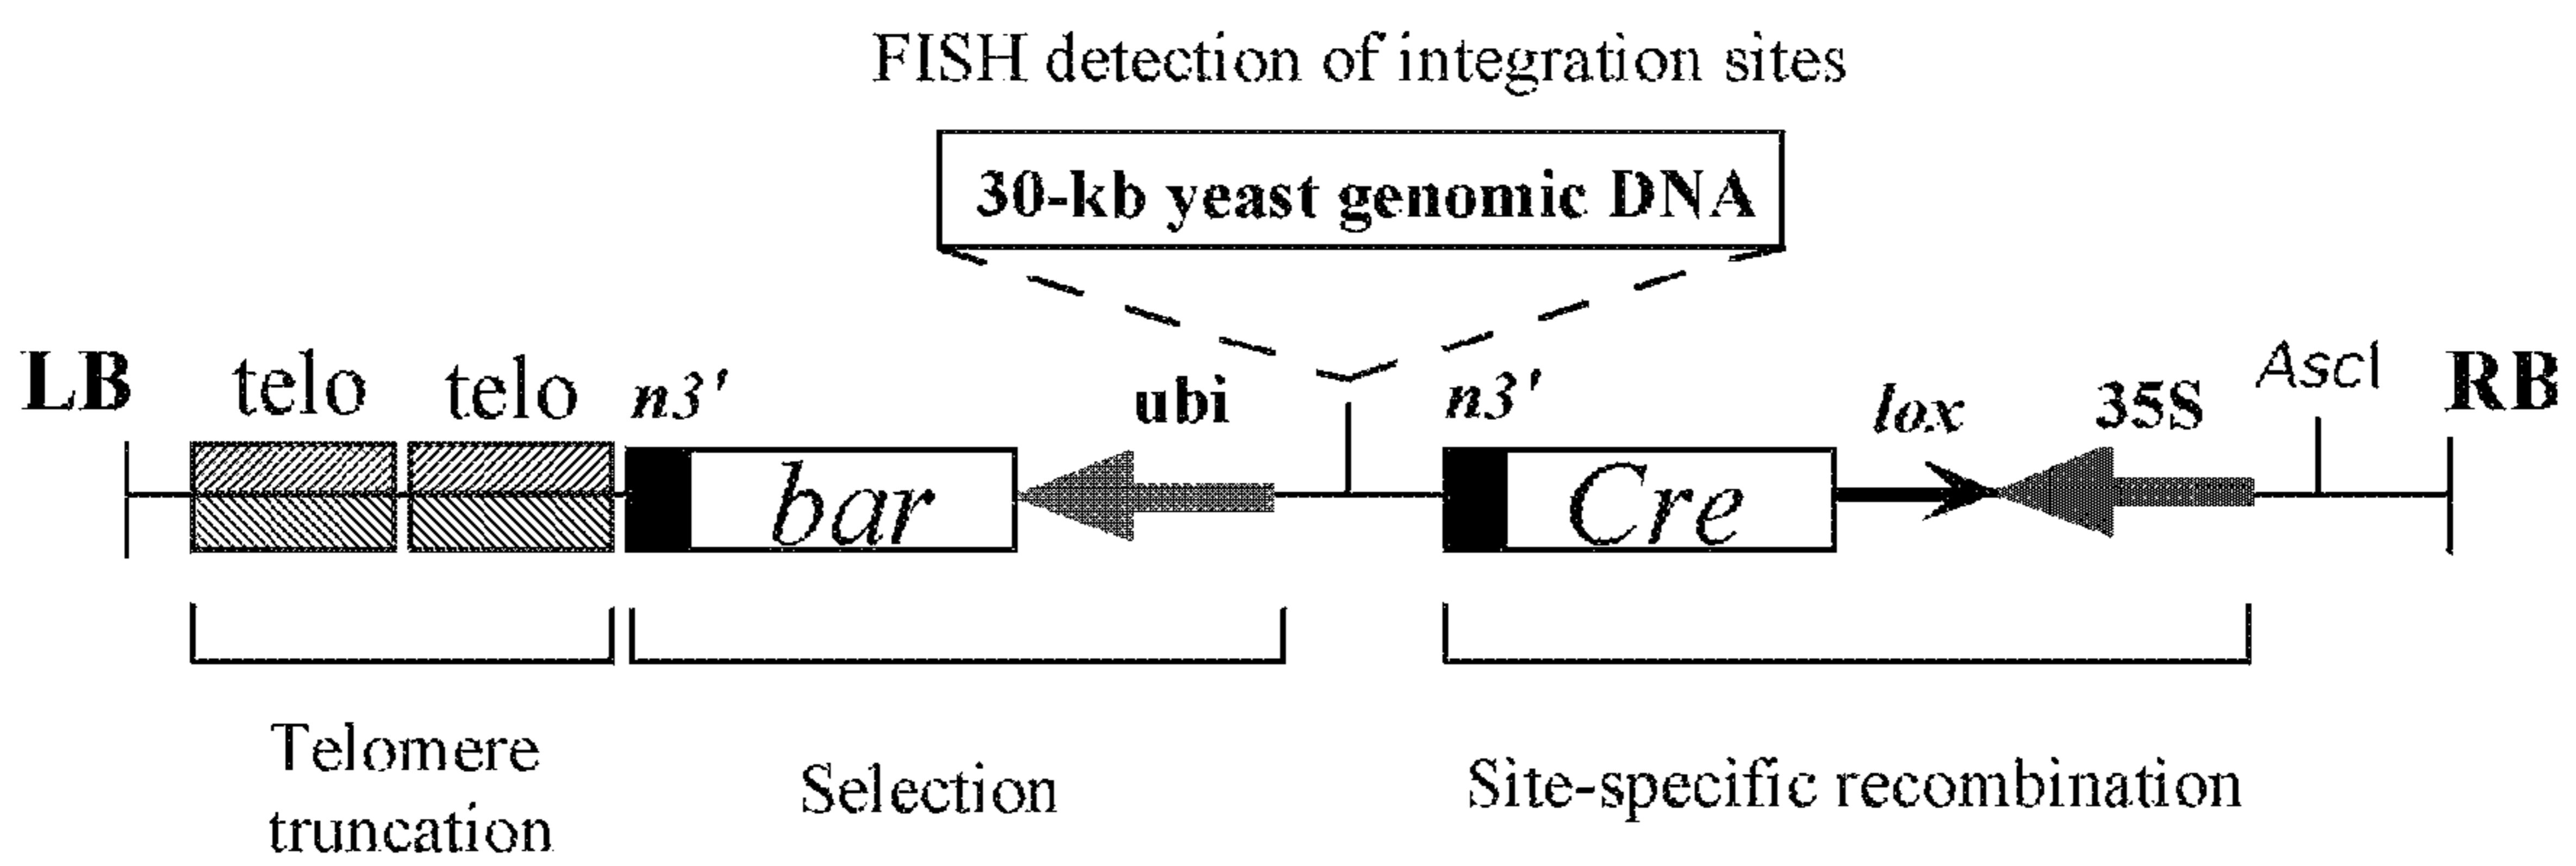 FISH detection of integration sites
30-kb yeast genomic DNA
LB telo telo n3' ubi n3' lox 35S AscI RB
bar Cre
Telomere
truncation
Selection
Site-specific recombination